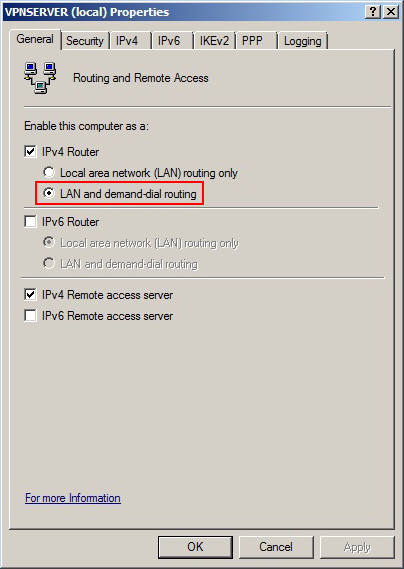 VPNSERVER (local) Properties
General Security IPv4 IPv6 IKEv2 PPP Logging
Routing and Remote Access
Enable this computer as a:
IPv4 Router
Local area network (LAN) routing only
LAN and demand-dial routing
IPv6 Router
Local area network (LAN) routing only
LAN and demand-dial routing
IPv4 Remote access server
IPv6 Remote access server
For more Information
OK Cancel Apply